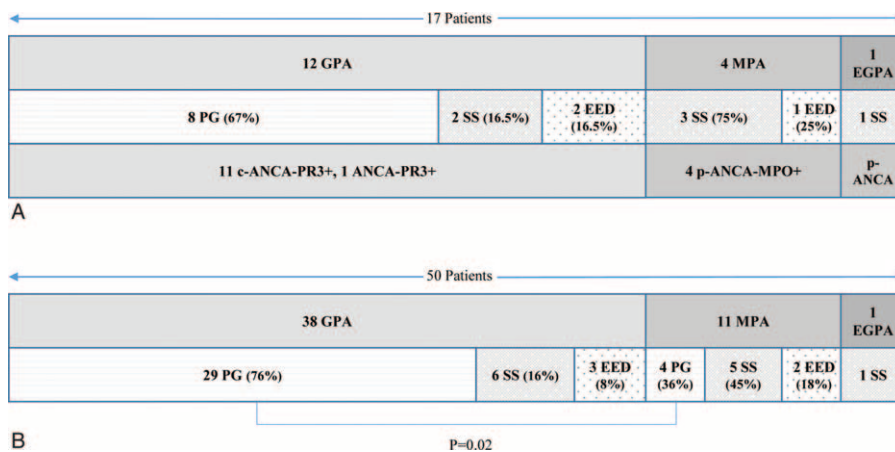 17 Patients
12 GPA
4 MPA
1
EGPA
8 PG (67%)
2 SS (16.5%)
2 EED
(16.5%)
3 SS (75%)
1 EED
(25%)
1 SS
11 c-ANCA-PR3+, 1 ANCA-PR3+
4 p-ANCA-MPO+
p-
ANCA
A
50 Patients
38 GPA
11 MPA
1
EGPA
29 PG (76%)
6 SS (16%)
3 EED
(8%)
4 PG
(36%)
5 SS
(45%)
2 EED
(18%)
1 SS
P=0.02
B